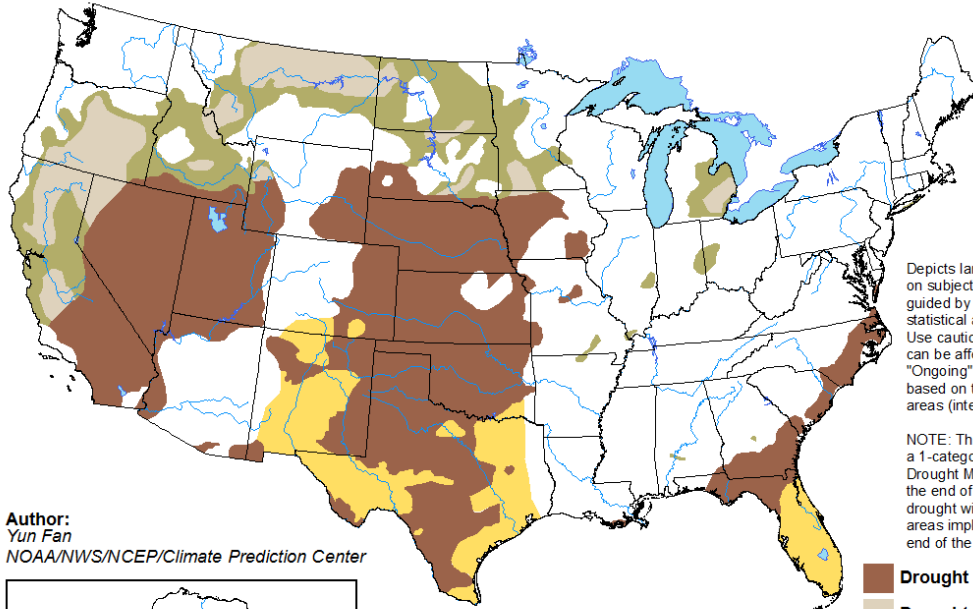 Depicts lar
on subject
guided by
statistical a
Use cautio
can be affe
"Ongoing"
based on t
areas (inte
NOTE: Th
a 1-catego
Drought M
the end of
drought wi
areas impl
end of the
Author:
Yun Fan
NOAA/NWS/NCEP/Climate Prediction Center
Drought